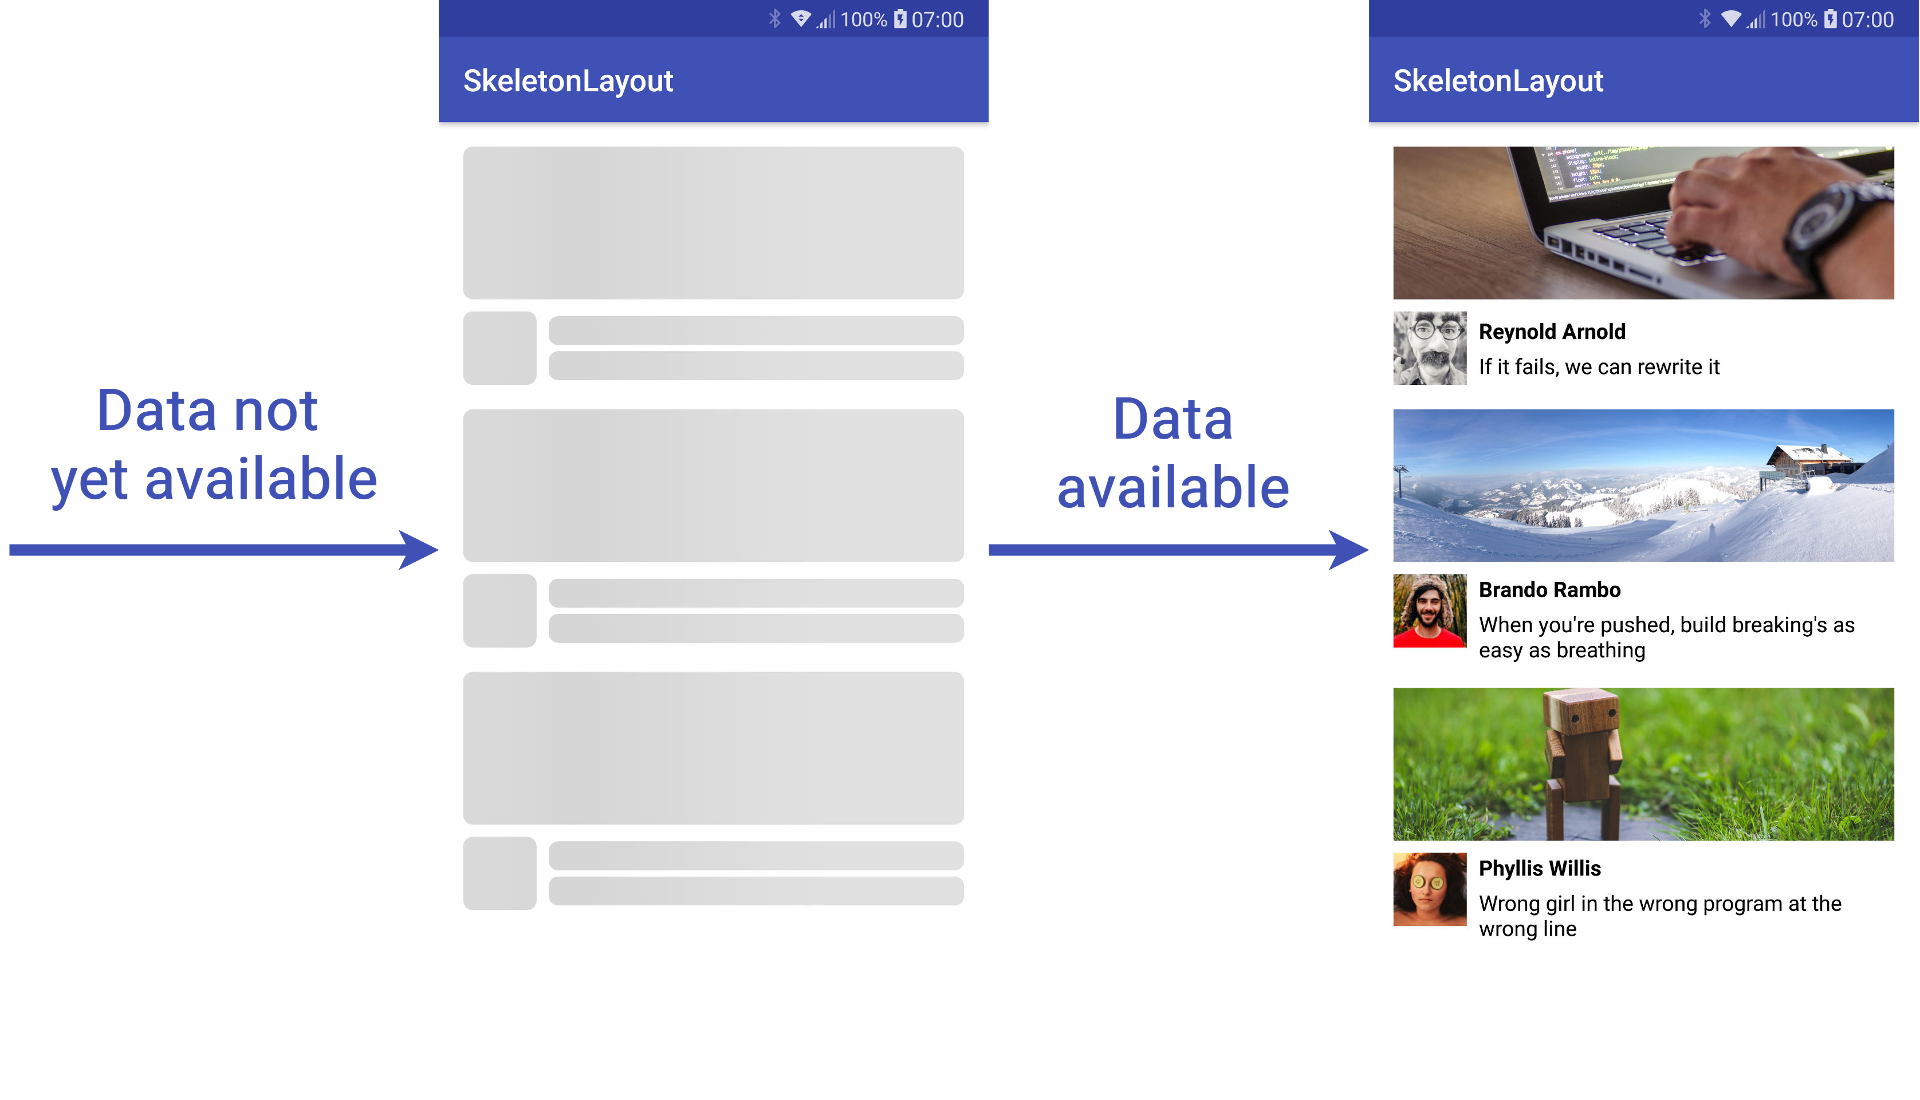 Data not
yet available
100% 07:00
SkeletonLayout
Data
available
100% 07:00
SkeletonLayout
Reynold Arnold
If it fails, we can rewrite it
Brando Rambo
When you're pushed, build breaking's as
easy as breathing
Phyllis Willis
Wrong girl in the wrong program at the
wrong line